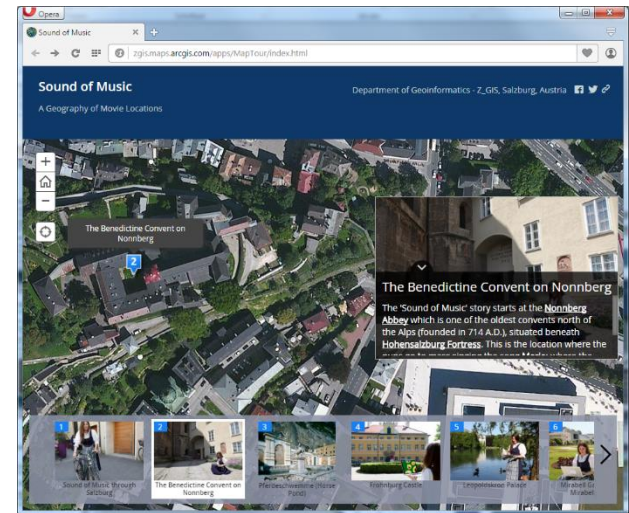 Opera
Sound of Music
zgis.maps.arcgis.com/apps/MapTour/index.html
Sound of Music
A Geography of Movie Locations
Department of Geoinformatics - Z_GIS, Salzburg, Austria
The Benedictine Convent on
Nonnberg
2
The Benedictine Convent on Nonnberg
The 'Sound of Music' story starts at the Nonnberg
Abbey which is one of the oldest convents north of
the Alps (founded in 714 A.D.), situated beneath
Hohensalzburg Fortress. This is the location where the
1
2
3
4
5
6
Sound of Music through
Salzburg
The Benedictine Convent on
Nonnberg
Pferdeschwemme (Horse
Pond)
Frohnburg Castle
Leopoldskron Palace
Mirabell
Mirabel